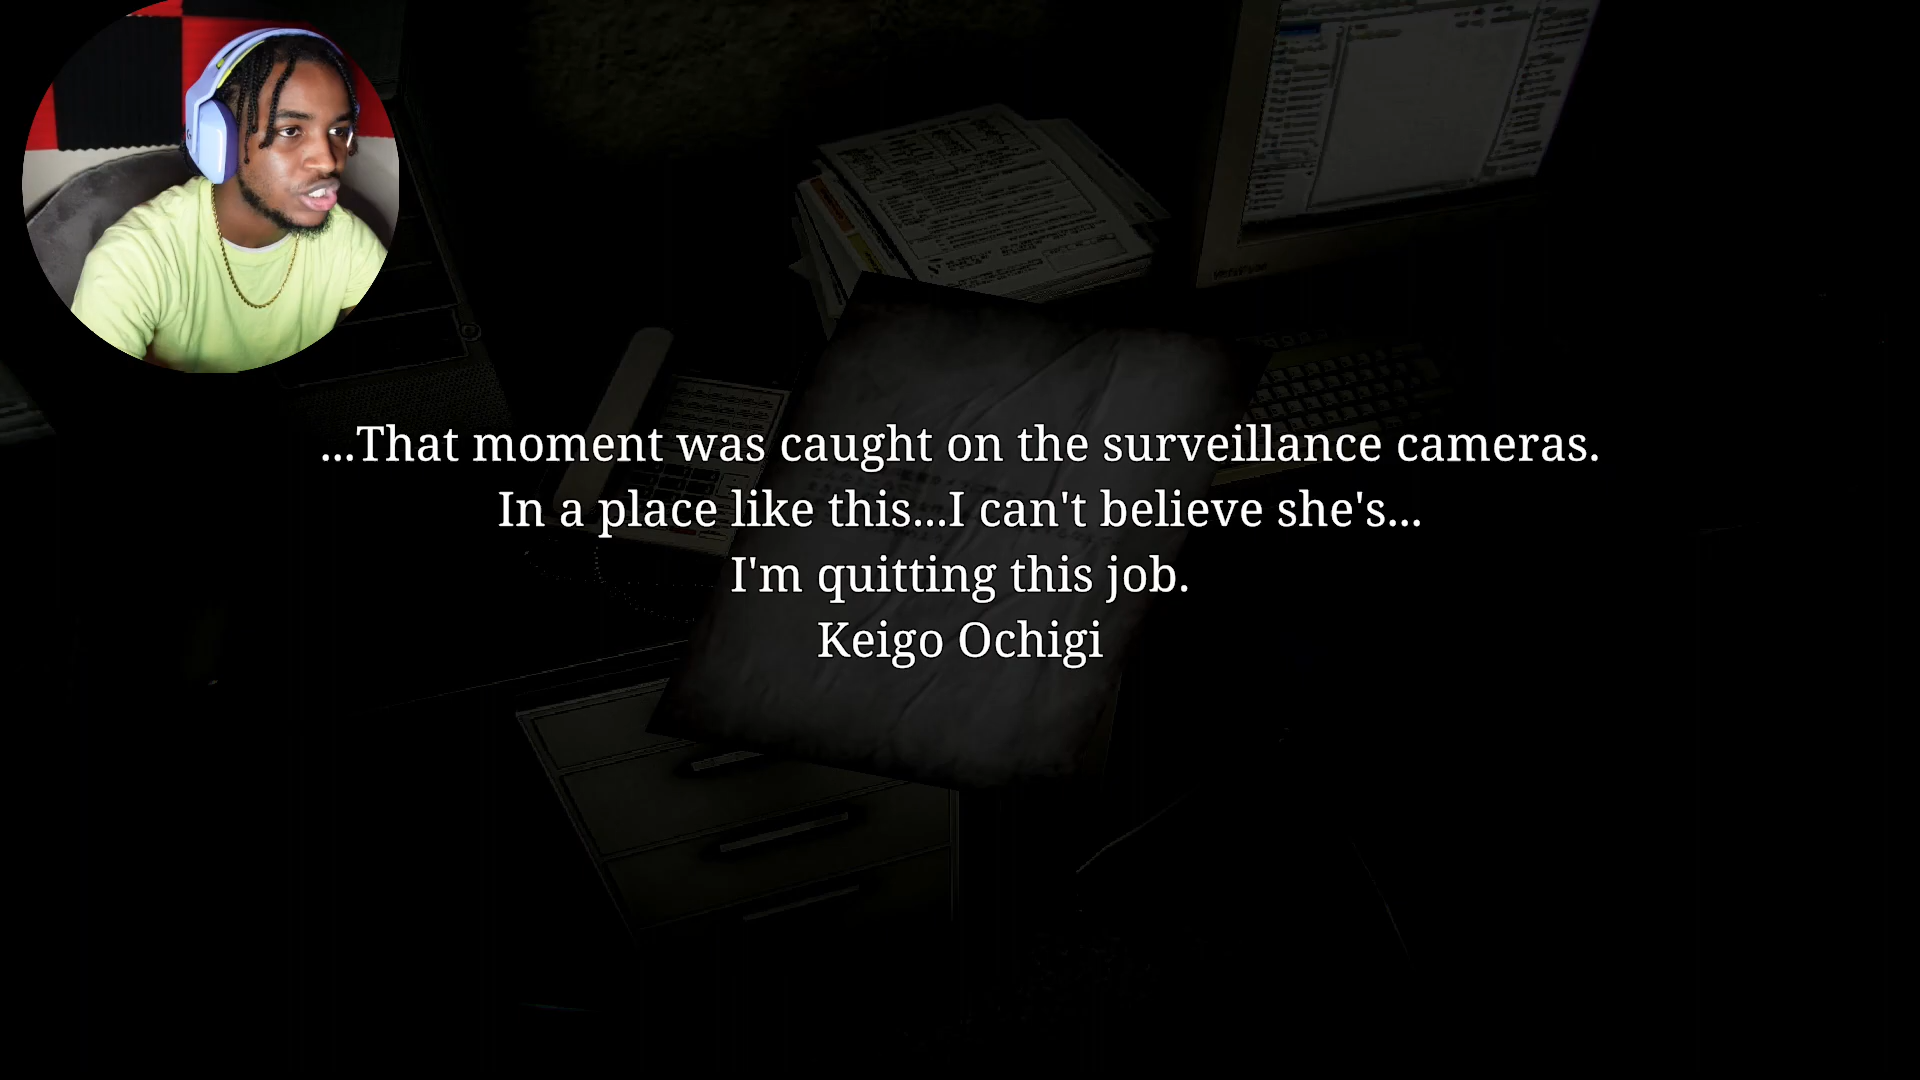 ...That moment was caught on the surveillance cameras.
In a place like this...I can't believe she's...
I'm quitting this job.
Keigo Ochigi